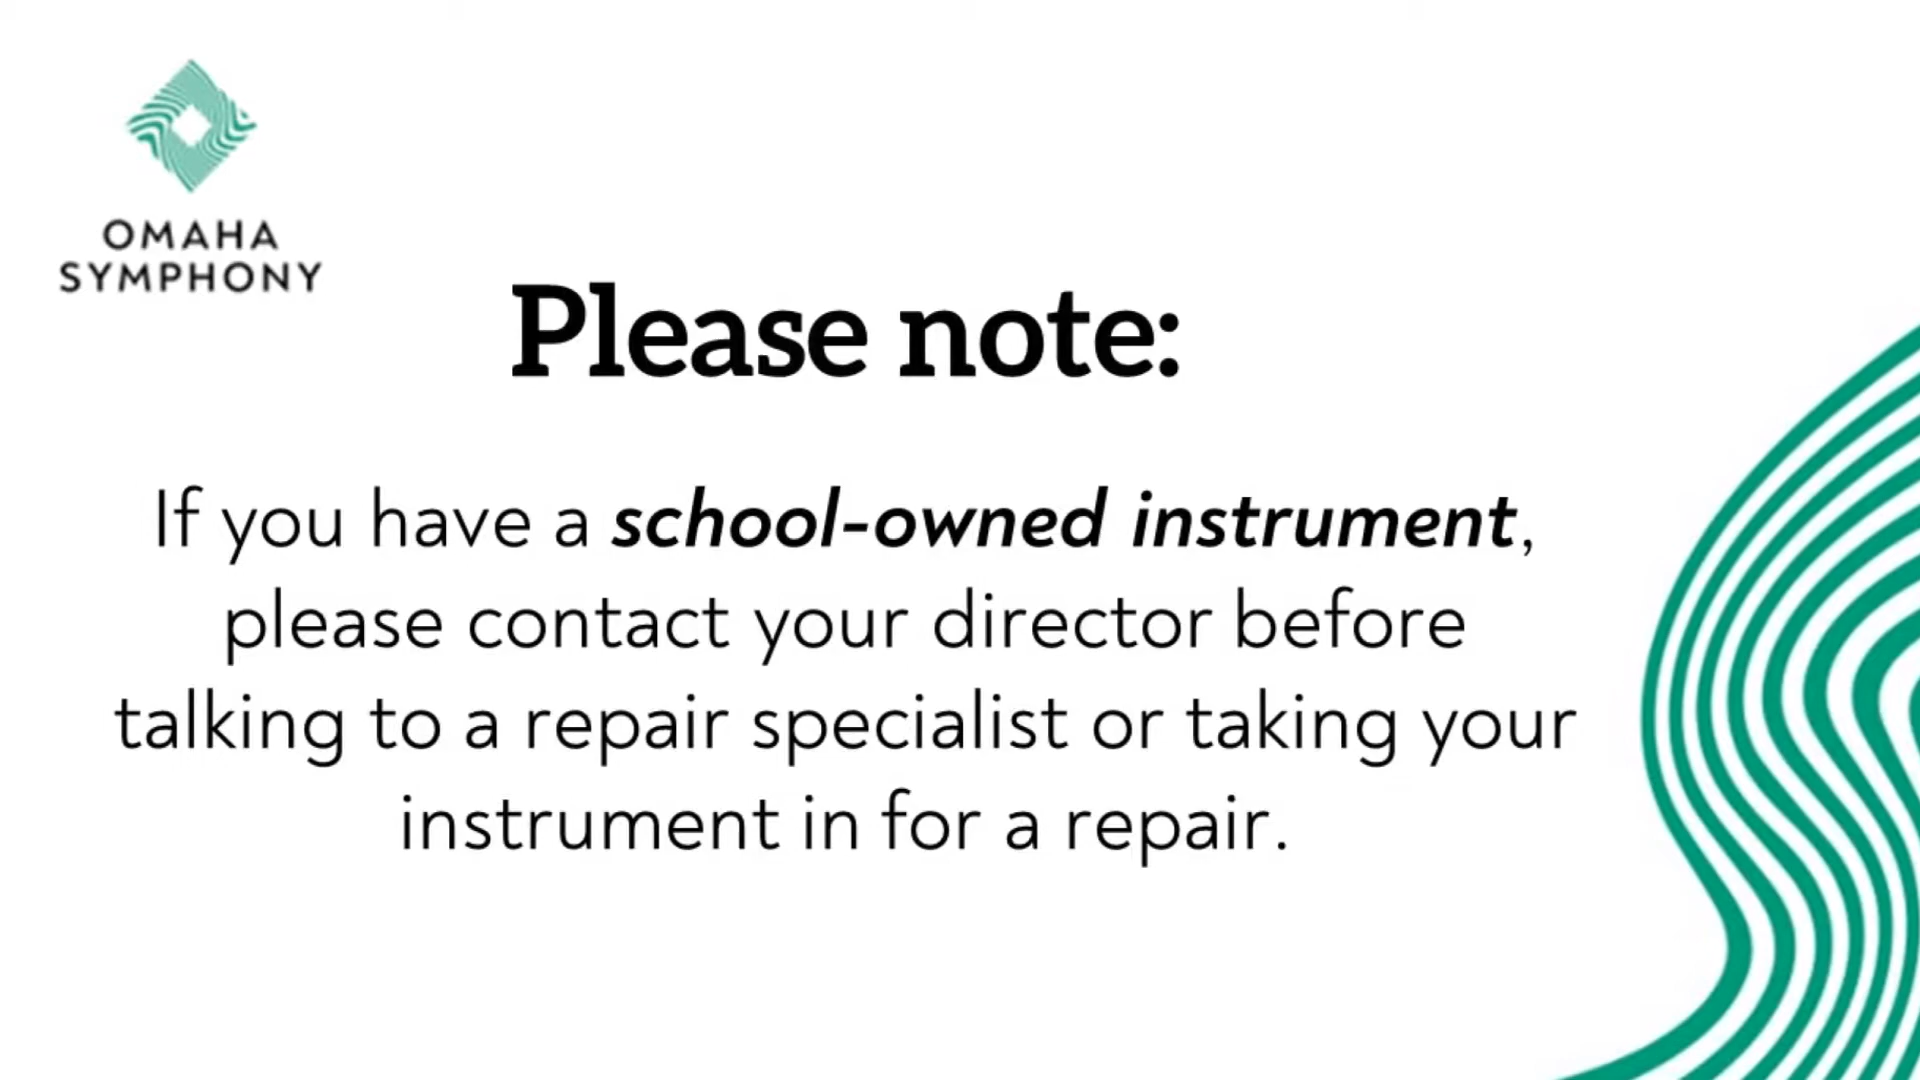 OMAHA
SYMPHONY
Please note:
If you have a school-owned instrument,
please contact your director before
talking to a repair specialist or taking your
instrument in for a repair.